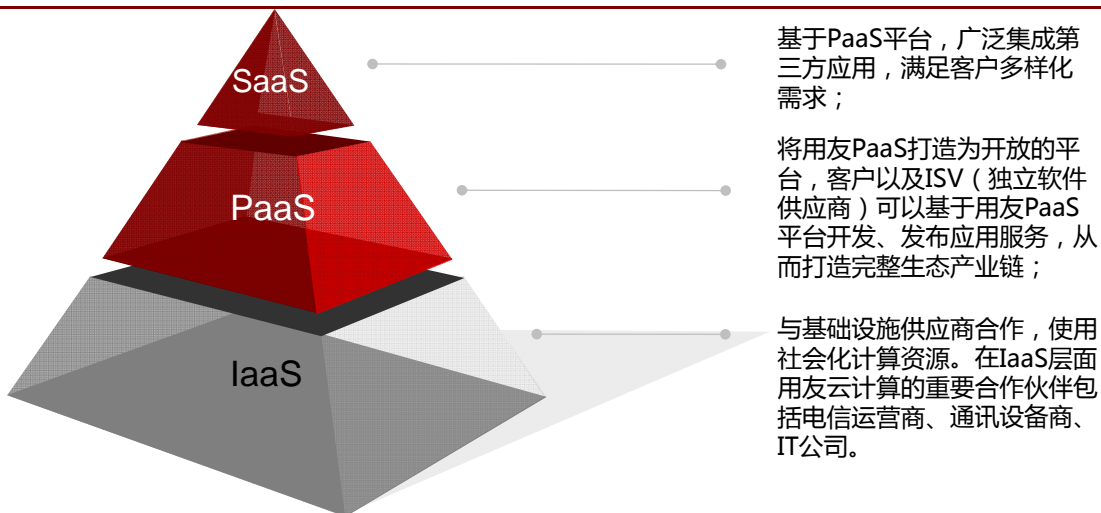 SaaS
基于PaaS平台，广泛集成第
三方应用，满足客户多样化
需求；
PaaS
将用友PaaS打造为开放的平
台，客户以及ISV（独立软件
供应商）可以基于用友PaaS
平台开发、发布应用服务，从
而打造完整生态产业链；
IaaS
与基础设施供应商合作，使用
社会化计算资源。在IaaS层面
用友云计算的重要合作伙伴包
括电信运营商、通讯设备商、
IT公司。